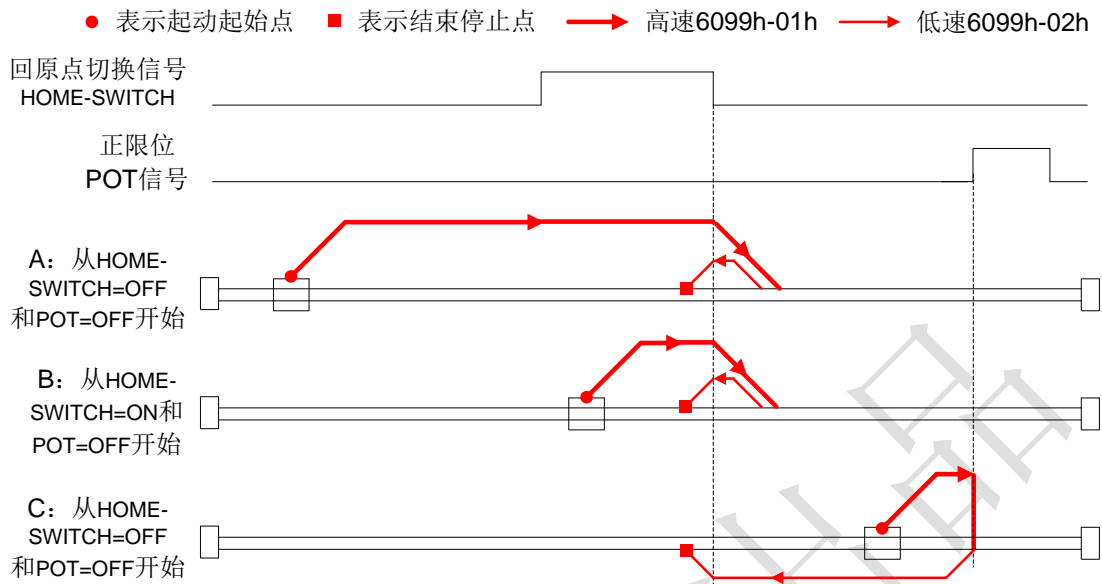 表示起动起始点 表示结束停止点 高速6099h-01h 低速6099h-02h
回原点切换信号
HOME-SWITCH
正限位
POT信号
A：从HOME-
SWITCH=OFF
和POT=OFF开始
B：从HOME-
SWITCH=ON和
POT=OFF开始
C：从HOME-
SWITCH=OFF
和POT=OFF开始